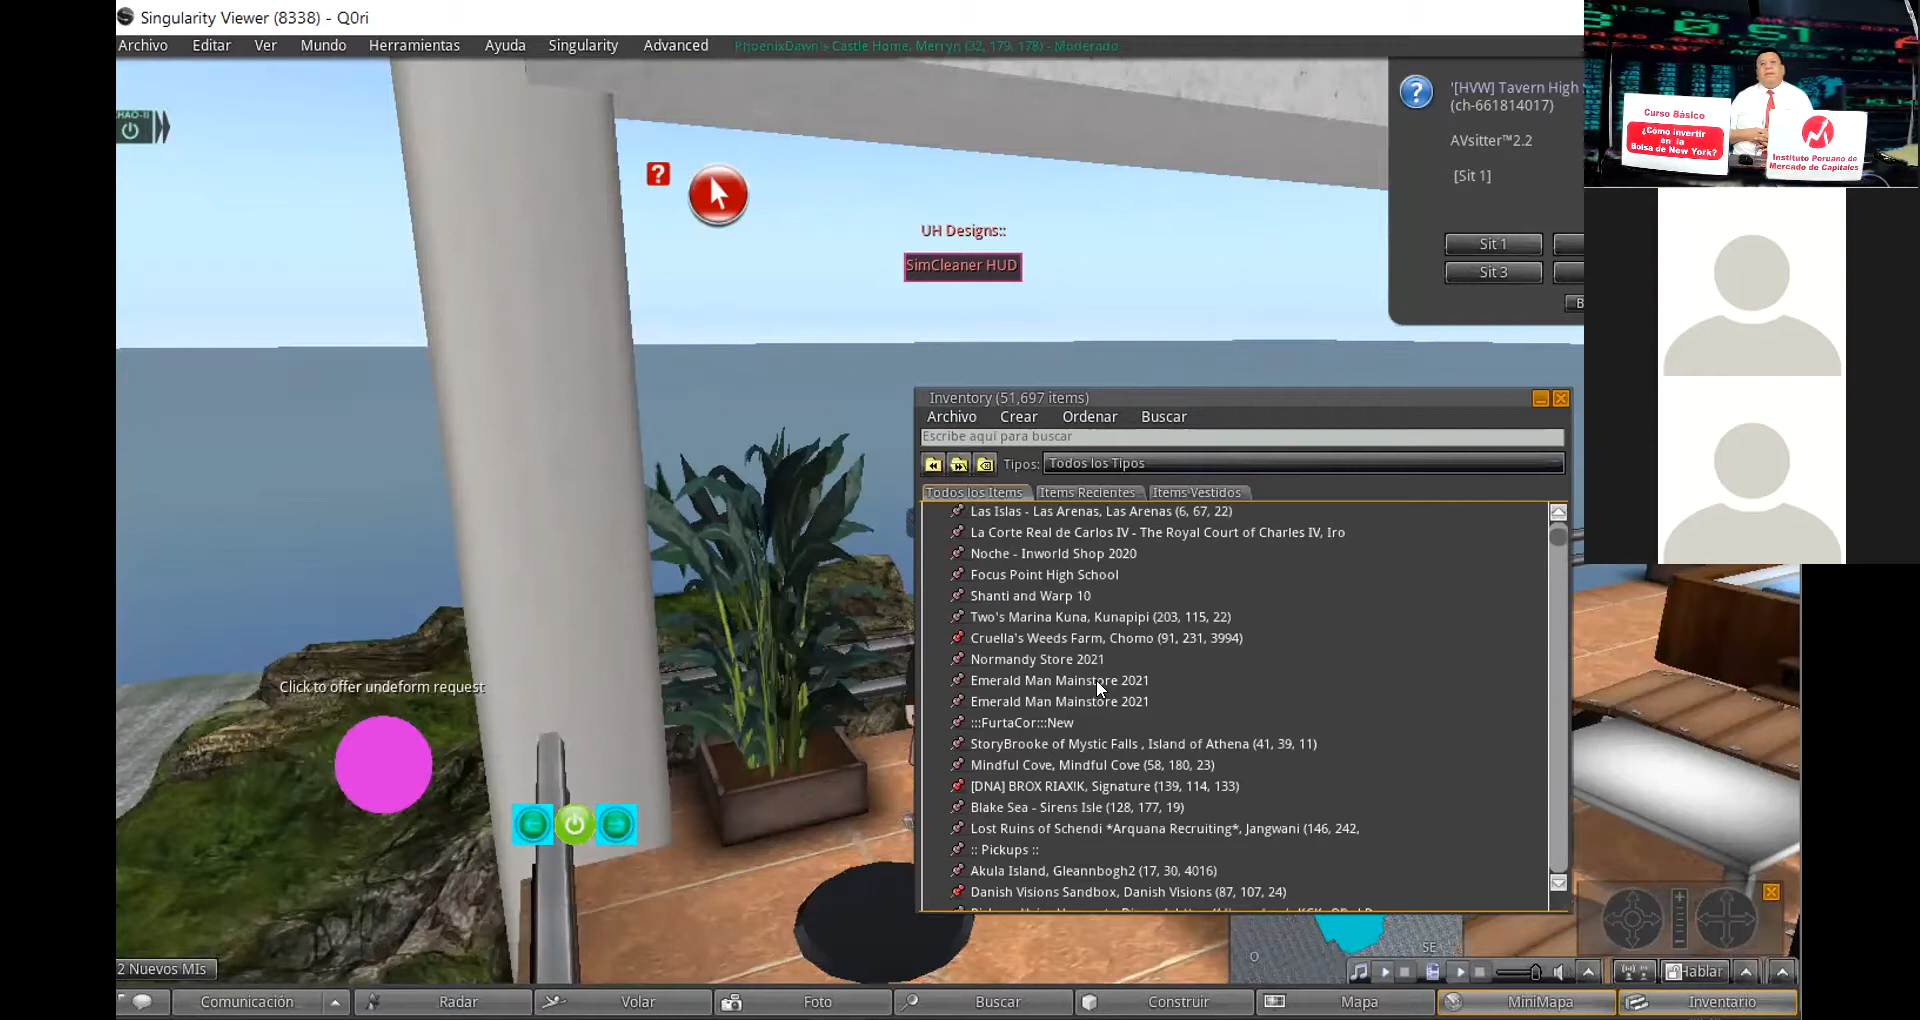 Singularity Viewer (8338) - Q0ri
Archivo Editar Ver Mundo Herramientas Ayuda Singularity Advanced
PhoenixDawn's Castle Home, Merryn (32, 179, 178) - Moderado
'[HVW] Tavern High
(ch-661814017)
AVsitter™2.2
[Sit 1]
Sit 1
Sit 3
B
Curso Básico
¿Cómo invertir
en la
Bolsa de New York?
Instituto Peruano de
Mercado de Capitales
?
?
UH Designs::
SimCleaner HUD
Inventory (51,697 items)
Archivo Crear Ordenar Buscar
Escribe aquí para buscar
Tipos: Todos los Tipos
Todos los Items Items Recientes Items Vestidos
Las Islas - Las Arenas, Las Arenas (6, 67, 22)
La Corte Real de Carlos IV - The Royal Court of Charles IV, Iro
Noche - Inworld Shop 2020
Focus Point High School
Shanti and Warp 10
Two's Marina Kuna, Kunapipi (203, 115, 22)
Cruella's Weeds Farm, Chomo (91, 231, 3994)
Normandy Store 2021
Emerald Man Mainstore 2021
Emerald Man Mainstore 2021
:::FurtaCor:::New
StoryBrooke of Mystic Falls , Island of Athena (41, 39, 11)
Mindful Cove, Mindful Cove (58, 180, 23)
[DNA] BROX RIAX!K, Signature (139, 114, 133)
Blake Sea - Sirens Isle (128, 177, 19)
Lost Ruins of Schendi *Arquana Recruiting*, Jangwani (146, 242,
:: Pickups ::
Akula Island, Gleannbogh2 (17, 30, 4016)
Danish Visions Sandbox, Danish Visions (87, 107, 24)
Click to offer undeform request
SE
O
2 Nuevos MIs
Hablar
Comunicación Radar Volar Foto Buscar Construir Mapa MiniMapa Inventario